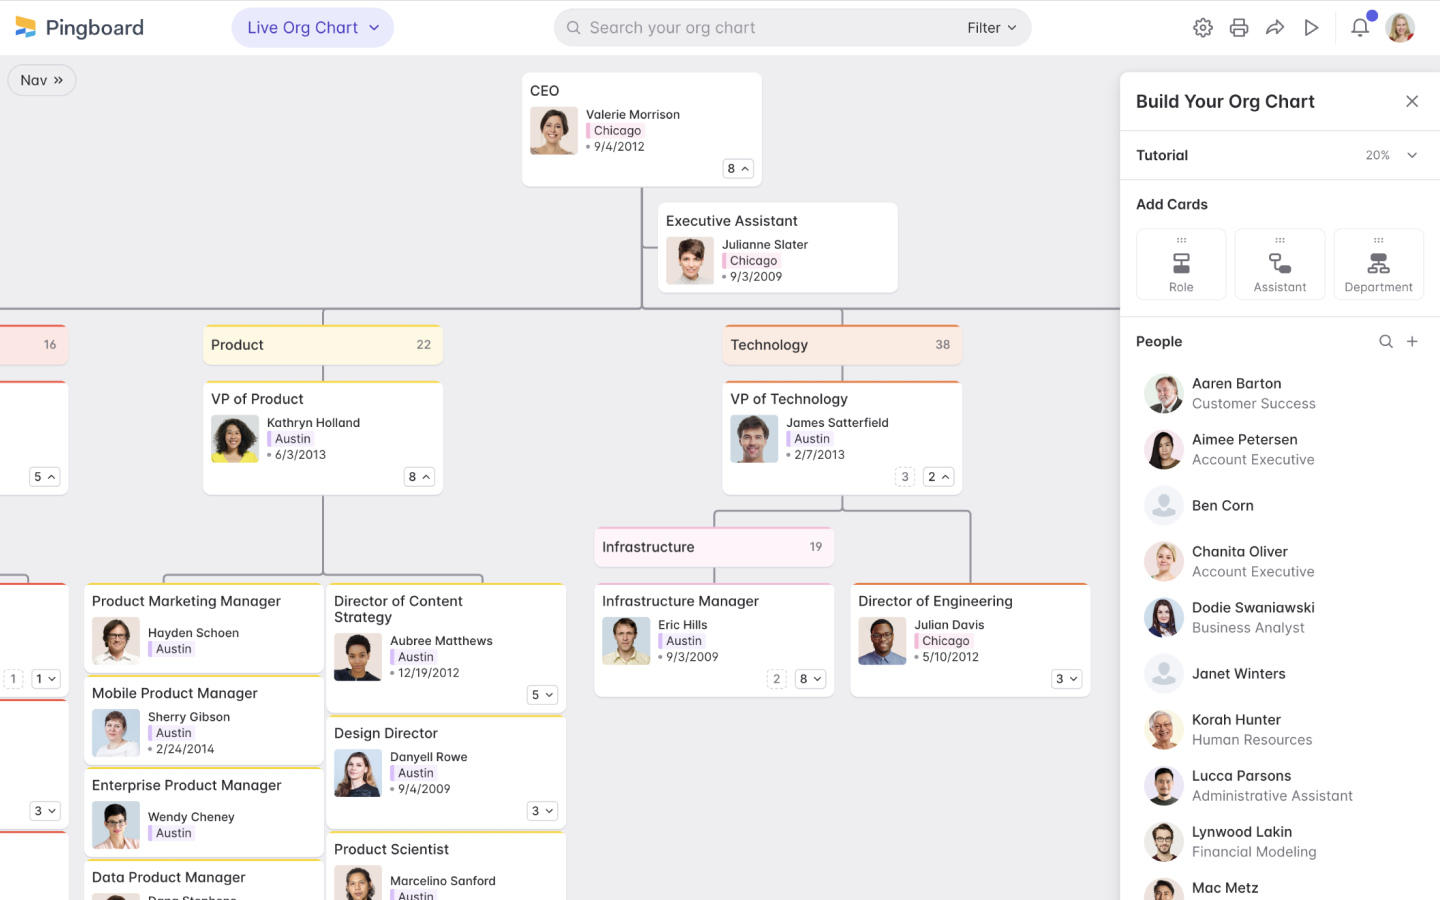 Pingboard
Live Org Chart
Search your org chart
Filter
Nav »
CEO
Valerie Morrison
Chicago
• 9/4/2012
8
Executive Assistant
Julianne Slater
Chicago
• 9/3/2009
16
Product 22
Technology 38
5
VP of Product
Kathryn Holland
Austin
• 6/3/2013
8
VP of Technology
James Satterfield
Austin
• 2/7/2013
3 2
Infrastructure 19
1 1
3
Product Marketing Manager
Hayden Schoen
Austin
Mobile Product Manager
Sherry Gibson
Austin
• 2/24/2014
Enterprise Product Manager
Wendy Cheney
Austin
Data Product Manager
Dana Stephens
Director of Content
Strategy
Aubree Matthews
Austin
• 12/19/2012
5
Design Director
Danyell Rowe
Austin
• 9/4/2009
3
Product Scientist
Marcelino Sanford
Austin
Infrastructure Manager
Eric Hills
Austin
• 9/3/2009
2 8
Director of Engineering
Julian Davis
Chicago
• 5/10/2012
3
Build Your Org Chart
Tutorial 20%
Add Cards
Role
Assistant
Department
People
Aaren Barton
Customer Success
Aimee Petersen
Account Executive
Ben Corn
Chanita Oliver
Account Executive
Dodie Swaniawski
Business Analyst
Janet Winters
Korah Hunter
Human Resources
Lucca Parsons
Administrative Assistant
Lynwood Lakin
Financial Modeling
Mac Metz